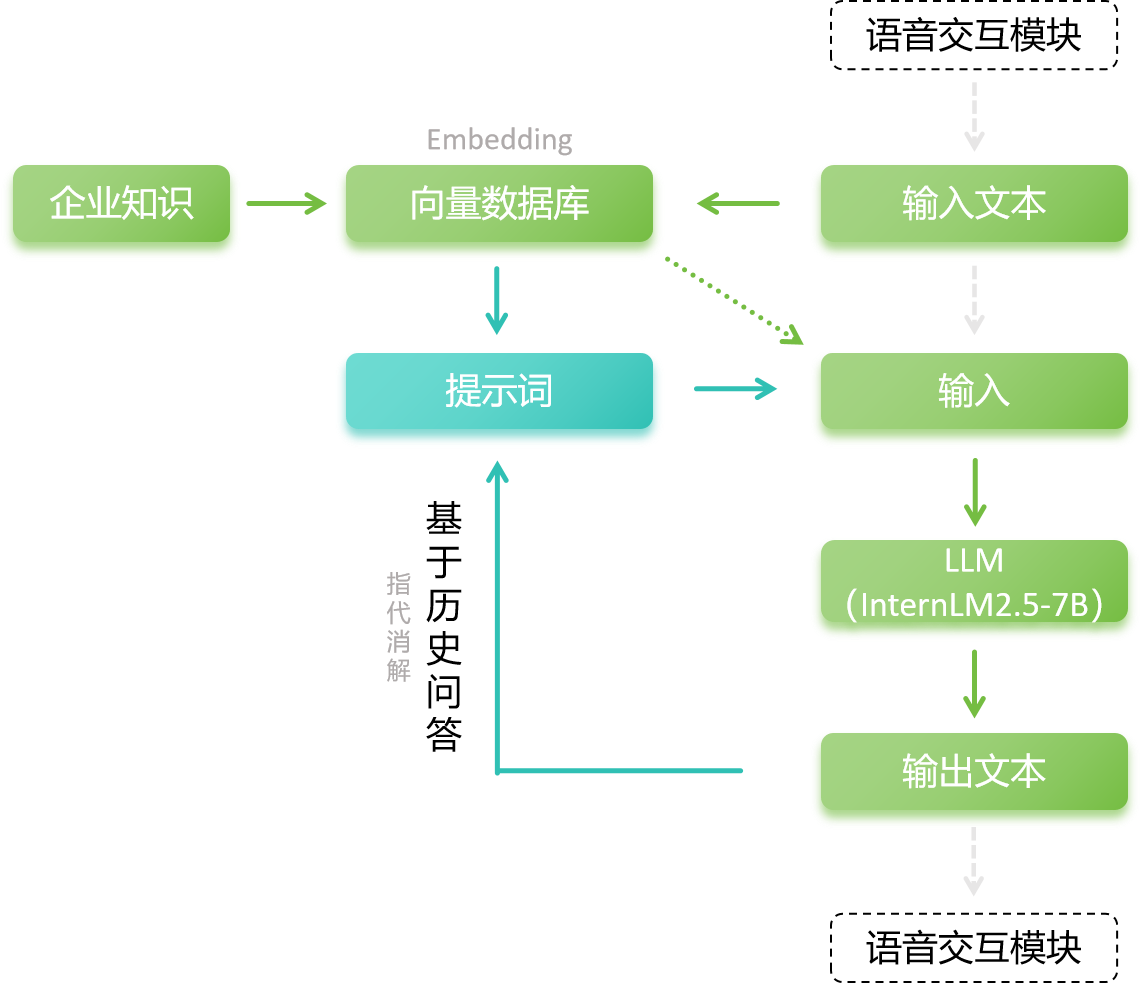 语音交互模块
Embedding
企业知识
向量数据库
输入文本
提示词
输入
基于历史问答
指代消解
LLM
（InternLM2.5-7B）
输出文本
语音交互模块